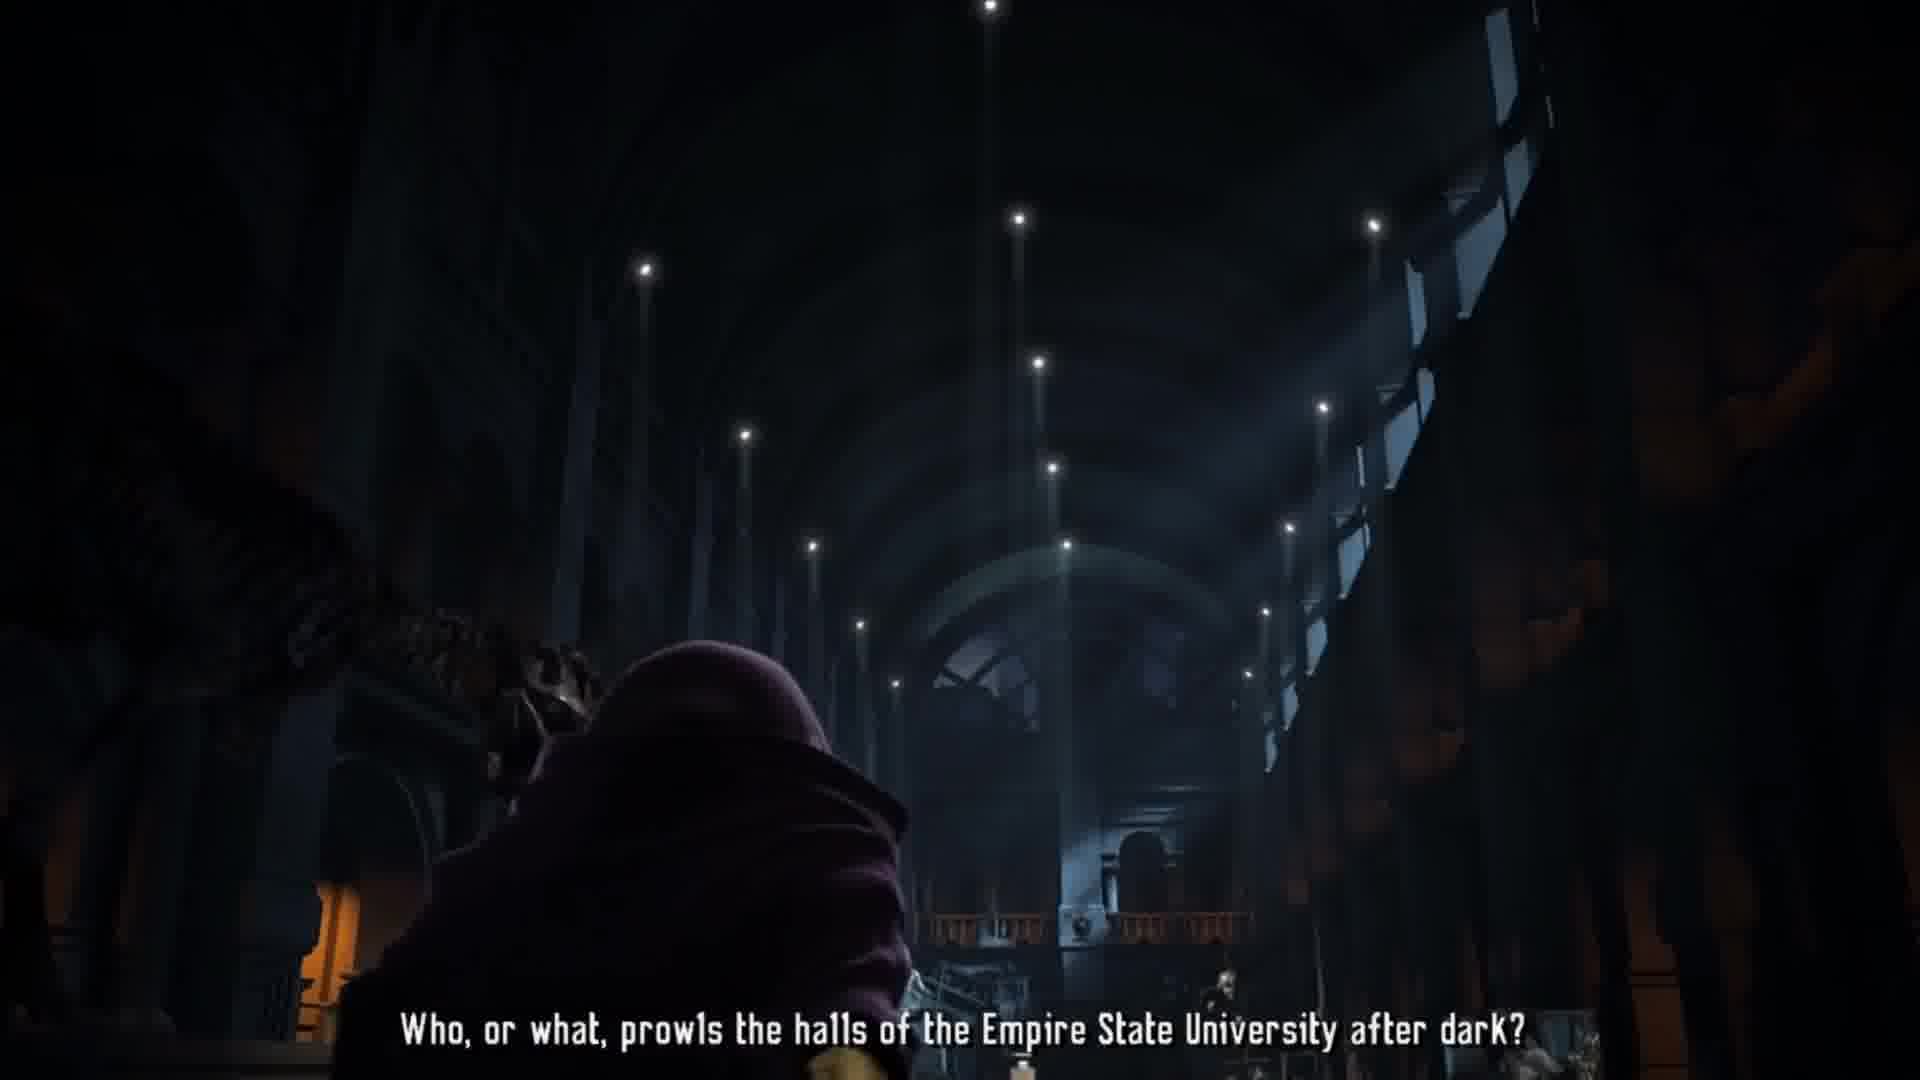 Who, or what, prowls the halls of the Empire State University after dark?